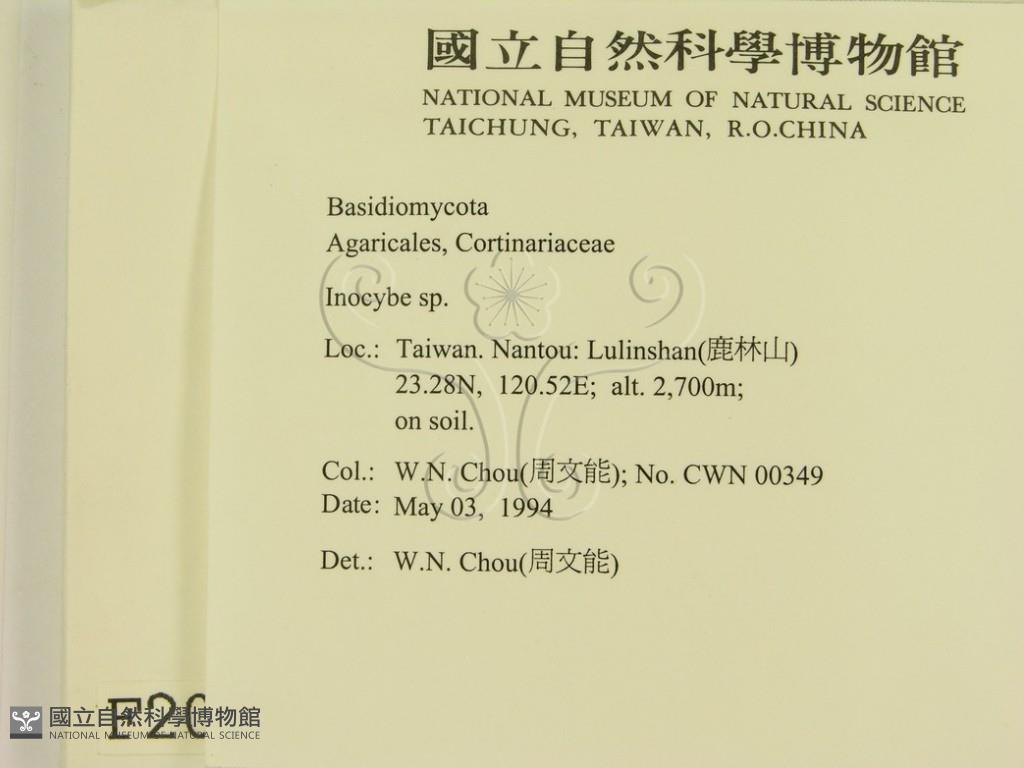 國立自然科學博物館
NATIONAL MUSEUM OF NATURAL SCIENCE
TAICHUNG, TAIWAN, R.O.CHINA
Basidiomycota
Agaricales, Cortinariaceae
Inocybe sp.
Loc.: Taiwan. Nantou: Lulinshan(鹿林山)
23.28N, 120.52E; alt. 2,700m;
on soil.
Col.: W.N. Chou(周文能); No. CWN 00349
Date: May 03, 1994
Det.: W.N. Chou(周文能)
國立自然科學博物館
NATIONAL MUSEUM OF NATURAL SCIENCE